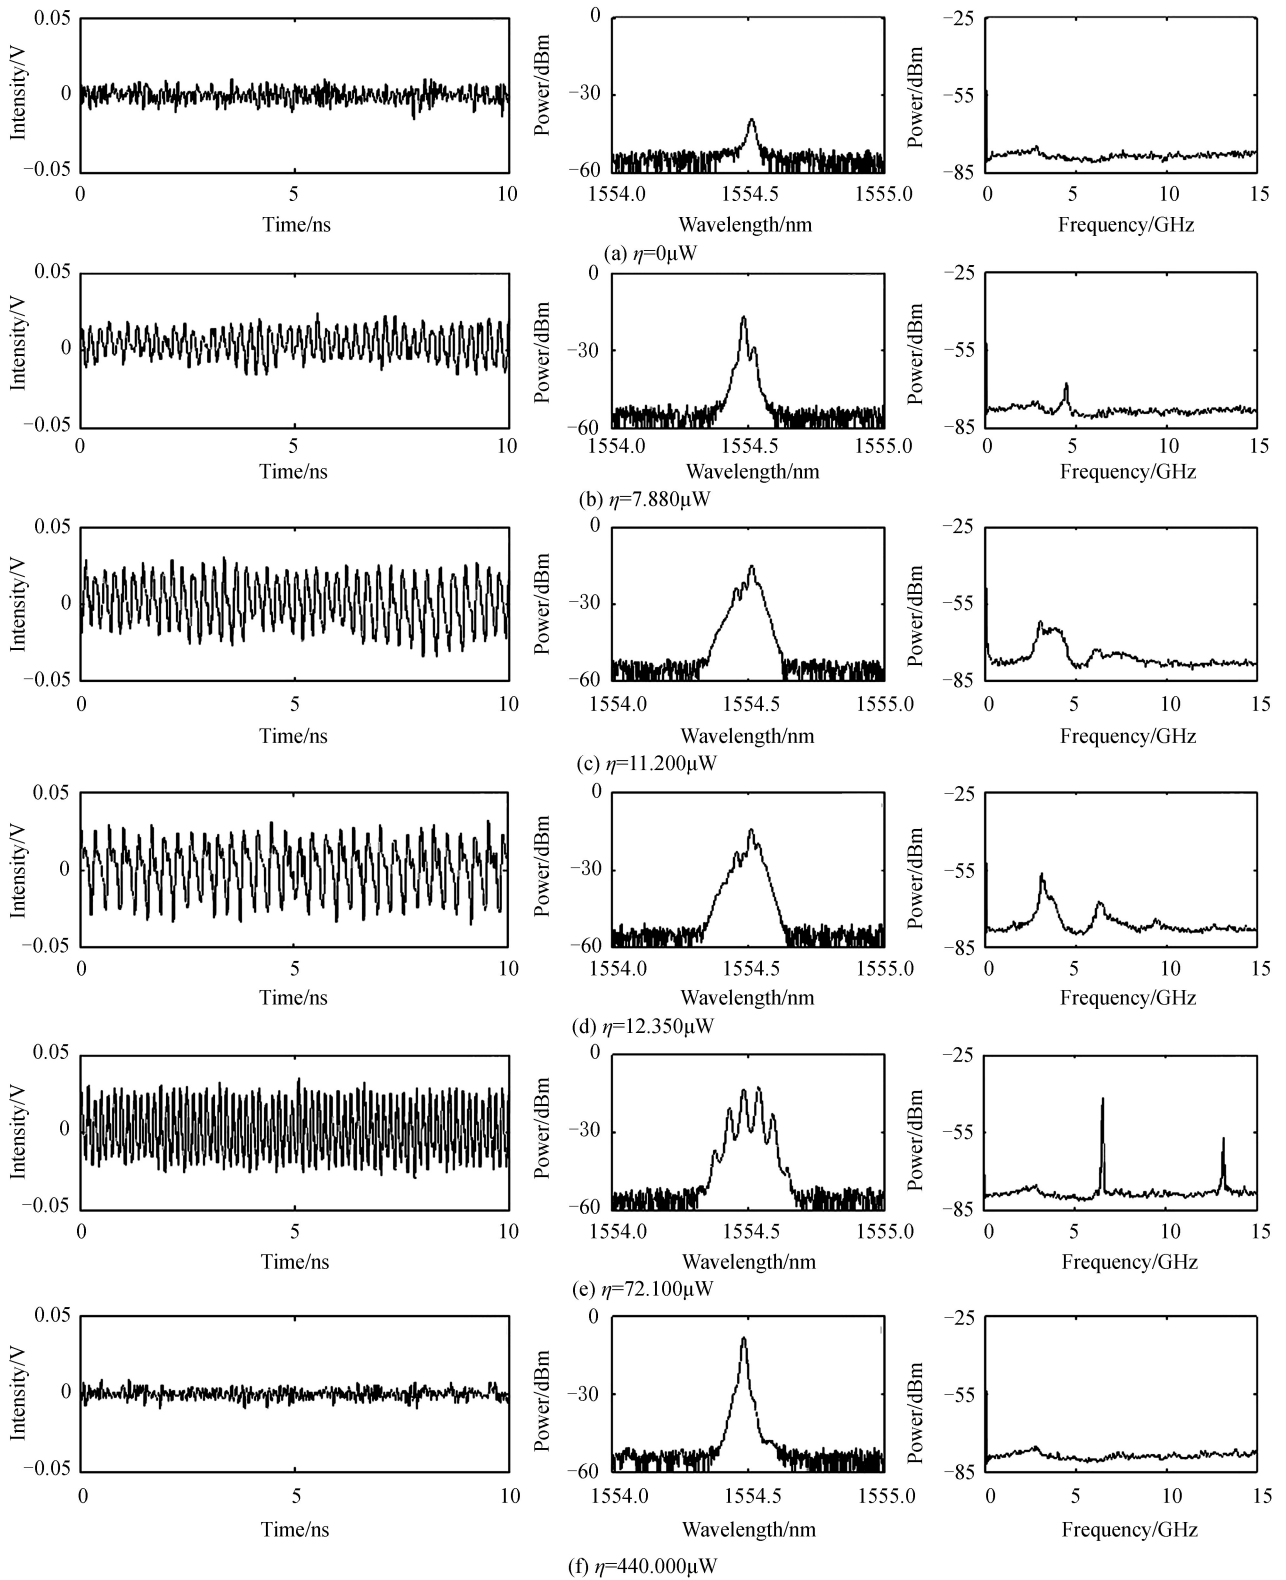 0.05 0 −25
Intensity/V Power/dBm Power/dBm
0 −30 −55
−0.05 −60 −85
0 5 10 1554.0 1554.5 1555.0 0 5 10 15
Time/ns Wavelength/nm Frequency/GHz
(a) η=0μW
0.05 0 −25
Intensity/V Power/dBm Power/dBm
0 −30 −55
−0.05 −60 −85
0 5 10 1554.0 1554.5 1555.0 0 5 10 15
Time/ns Wavelength/nm Frequency/GHz
(b) η=7.880μW
0.05 0 −25
Intensity/V Power/dBm Power/dBm
0 −30 −55
−0.05 −60 −85
0 5 10 1554.0 1554.5 1555.0 0 5 10 15
Time/ns Wavelength/nm Frequency/GHz
(c) η=11.200μW
0.05 0 −25
Intensity/V Power/dBm Power/dBm
0 −30 −55
−0.05 −60 −85
0 5 10 1554.0 1554.5 1555.0 0 5 10 15
Time/ns Wavelength/nm Frequency/GHz
(d) η=12.350μW
0.05 0 −25
Intensity/V Power/dBm Power/dBm
0 −30 −55
−0.05 −60 −85
0 5 10 1554.0 1554.5 1555.0 0 5 10 15
Time/ns Wavelength/nm Frequency/GHz
(e) η=72.100μW
0.05 0 −25
Intensity/V Power/dBm Power/dBm
0 −30 −55
−0.05 −60 −85
0 5 10 1554.0 1554.5 1555.0 0 5 10 15
Time/ns Wavelength/nm Frequency/GHz
(f) η=440.000μW